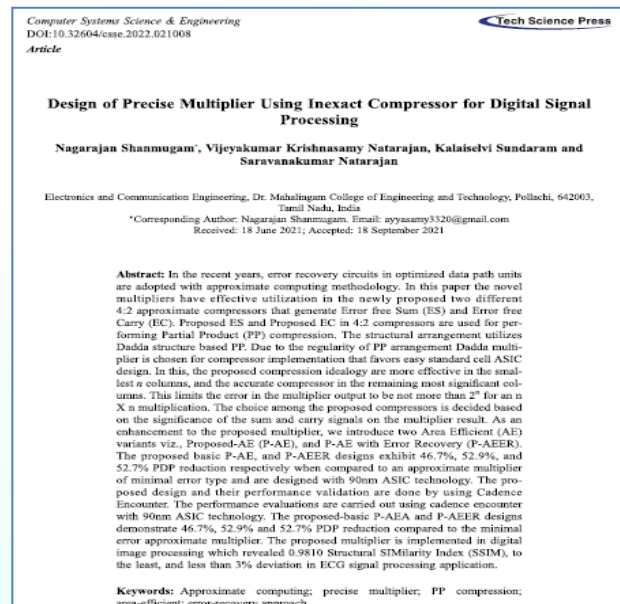 Computer Systems Science & Engineering
DOI:10.32604/csse.2022.021008
Article
Tech Science Press
Design of Precise Multiplier Using Inexact Compressor for Digital Signal
Processing
Nagarajan Shanmugam*, Vijeyakumar Krishnasamy Natarajan, Kalaiselvi Sundaram and
Saravanakumar Natarajan
Electronics and Communication Engineering, Dr. Mahalingam College of Engineering and Technology, Pollachi, 642003,
Tamil Nadu, India
*Corresponding Author: Nagarajan Shanmugam. Email: ayyasamy3320@gmail.com
Received: 18 June 2021; Accepted: 18 September 2021
Abstract: In the recent years, error recovery circuits in optimized data path units
are adopted with approximate computing methodology. In this paper the novel
multipliers have effective utilization in the newly proposed two different
4:2 approximate compressors that generate Error free Sum (ES) and Error free
Carry (EC). Proposed ES and Proposed EC in 4:2 compressors are used for per-
forming Partial Product (PP) compression. The structural arrangement utilizes
Dadda structure based PP. Due to the regularity of PP arrangement Dadda multi-
plier is chosen for compressor implementation that favors easy standard cell ASIC
design. In this, the proposed compression idealogy are more effective in the smal-
lest n columns, and the accurate compressor in the remaining most significant col-
umns. This limits the error in the multiplier output to be not more than 2ⁿ for an n
X n multiplication. The choice among the proposed compressors is decided based
on the significance of the sum and carry signals on the multiplier result. As an
enhancement to the proposed multiplier, we introduce two Area Efficient (AE)
variants viz., Proposed-AE (P-AE), and P-AE with Error Recovery (P-AEER).
The proposed basic P-AE, and P-AEER designs exhibit 46.7%, 52.9%, and
52.7% PDP reduction respectively when compared to an approximate multiplier
of minimal error type and are designed with 90nm ASIC technology. The pro-
posed design and their performance validation are done by using Cadence
Encounter. The performance evaluations are carried out using cadence encounter
with 90nm ASIC technology. The proposed-basic P-AEA and P-AEER designs
demonstrate 46.7%, 52.9% and 52.7% PDP reduction compared to the minimal
error approximate multiplier. The proposed multiplier is implemented in digital
image processing which revealed 0.9810 Structural SIMilarity Index (SSIM), to
the least, and less than 3% deviation in ECG signal processing application.
Keywords: Approximate computing; precise multiplier; PP compression;
area-efficient; error-recovery approach